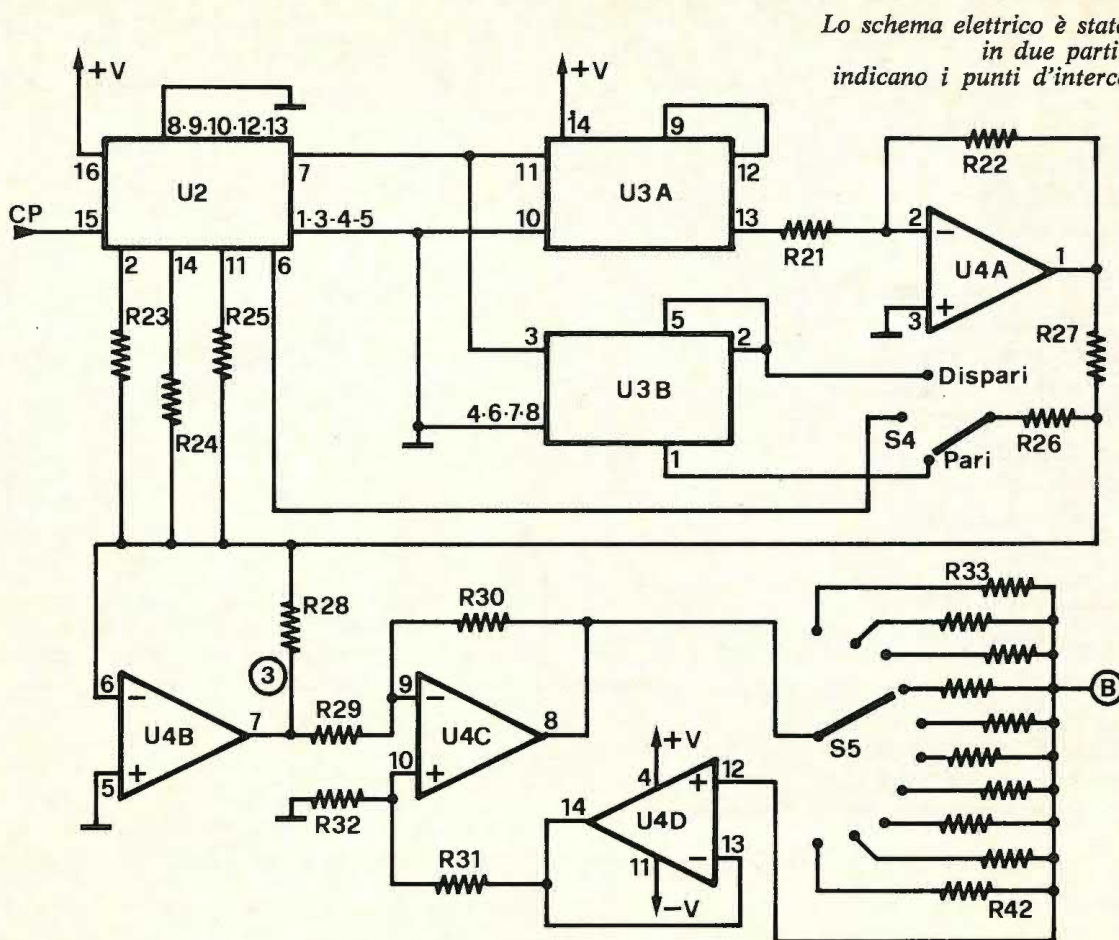 Lo schema elettrico è stat
in due parti
indicano i punti d'interc
+V
+V
8·9·10·12·13
14
9
R22
16
U2
7
11
U3A
12
CP
15
1-3-4-5
10
13
R21
2
−
U4A
1
+
3
2
14
11
6
R23
R25
R24
5
3
2
U3B
R27
Dispari
4·6·7·8
S4
R26
1
Pari
R33
R28
R30
3
6
−
U4B
7
+
5
R29
9
−
U4C
8
10
+
R32
S5
B
+V
4
12
+
14
U4D
13
−
R31
11
−V
R42